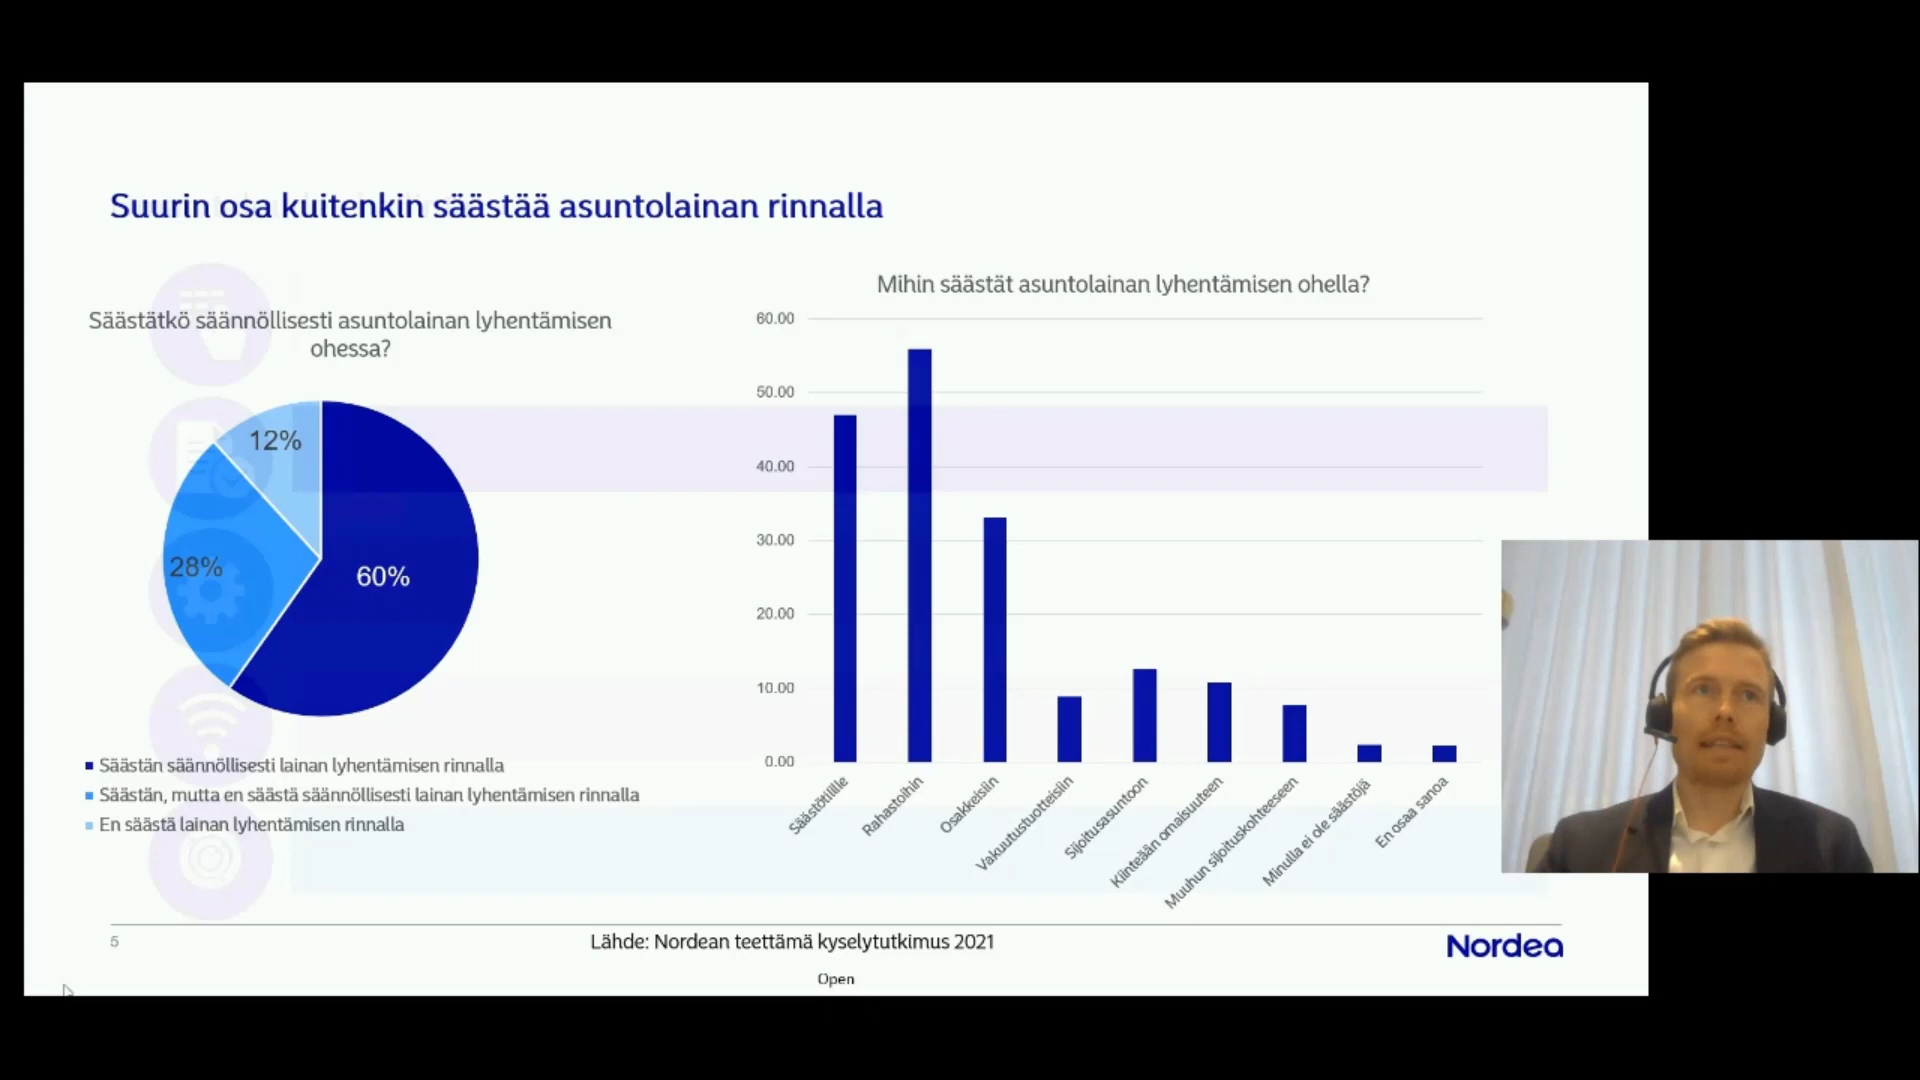 Suurin osa kuitenkin säästää asuntolainan rinnalla
Säästätkö säännöllisesti asuntolainan lyhentämisen
ohessa?
12%
28%
60%
Säästän säännöllisesti lainan lyhentämisen rinnalla
Säästän, mutta en säästä säännöllisesti lainan lyhentämisen rinnalla
En säästä lainan lyhentämisen rinnalla
Mihin säästät asuntolainan lyhentämisen ohella?
60.00
50.00
40.00
30.00
20.00
10.00
0.00
Säästötilille
Rahastoihin
Osakkeisiin
Vakuutustuotteisiin
Sijoitusasuntoon
Kiinteään omaisuuteen
Muuhun sijoituskohteeseen
Minulla ei ole säästöjä
En osaa sanoa
5
Lähde: Nordean teettämä kyselytutkimus 2021
Nordea
Open